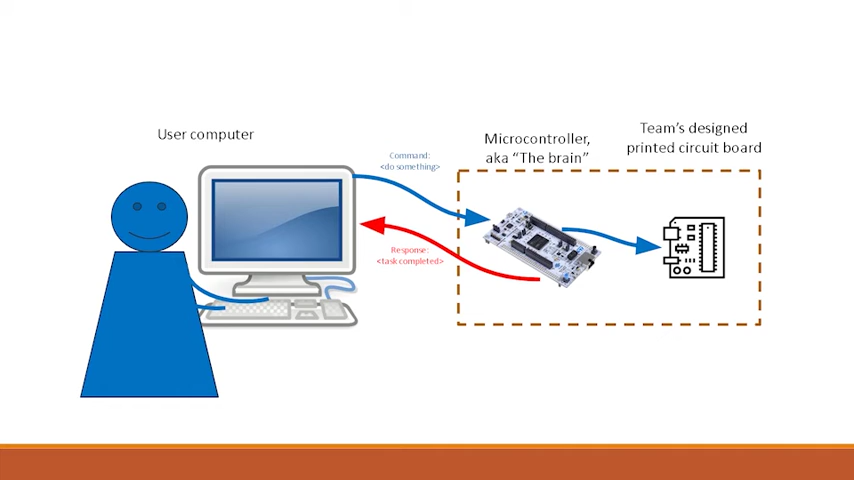 User computer
Command:
<do something>
Response:
<task completed>
Microcontroller,
aka “The brain”
Team’s designed
printed circuit board